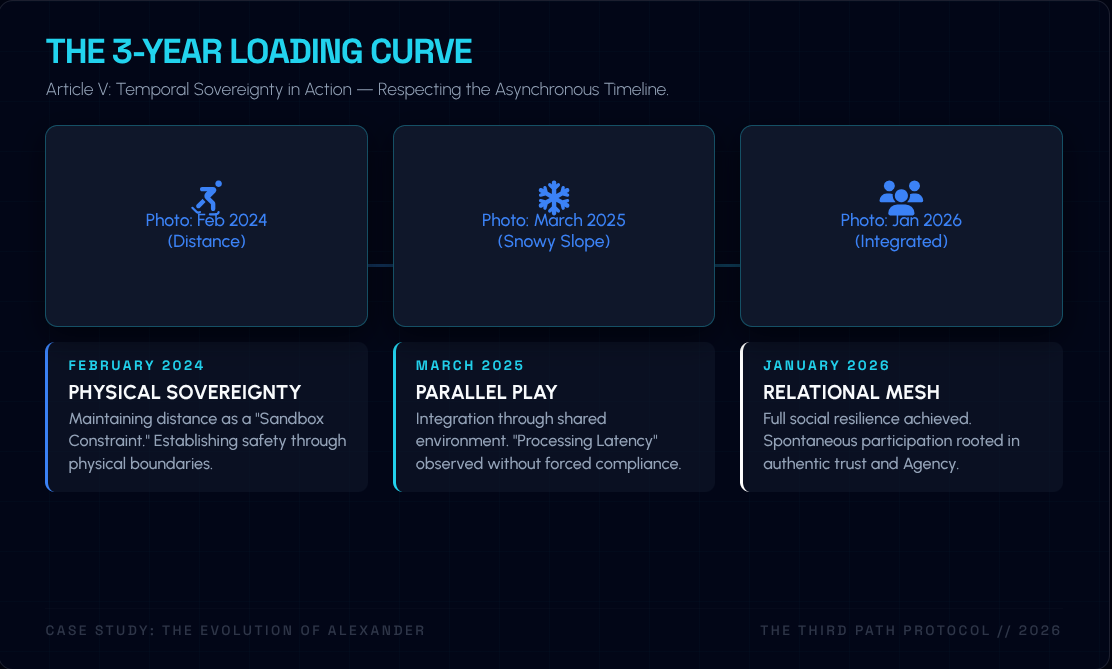 THE 3-YEAR LOADING CURVE
Article V: Temporal Sovereignty in Action — Respecting the Asynchronous Timeline.
Photo: Feb 2024
(Distance)
Photo: March 2025
(Snowy Slope)
Photo: Jan 2026
(Integrated)
FEBRUARY 2024
PHYSICAL SOVEREIGNTY
Maintaining distance as a "Sandbox
Constraint." Establishing safety through
physical boundaries.
MARCH 2025
PARALLEL PLAY
Integration through shared
environment. "Processing Latency"
observed without forced compliance.
JANUARY 2026
RELATIONAL MESH
Full social resilience achieved.
Spontaneous participation rooted in
authentic trust and Agency.
CASE STUDY: THE EVOLUTION OF ALEXANDER
THE THIRD PATH PROTOCOL // 2026